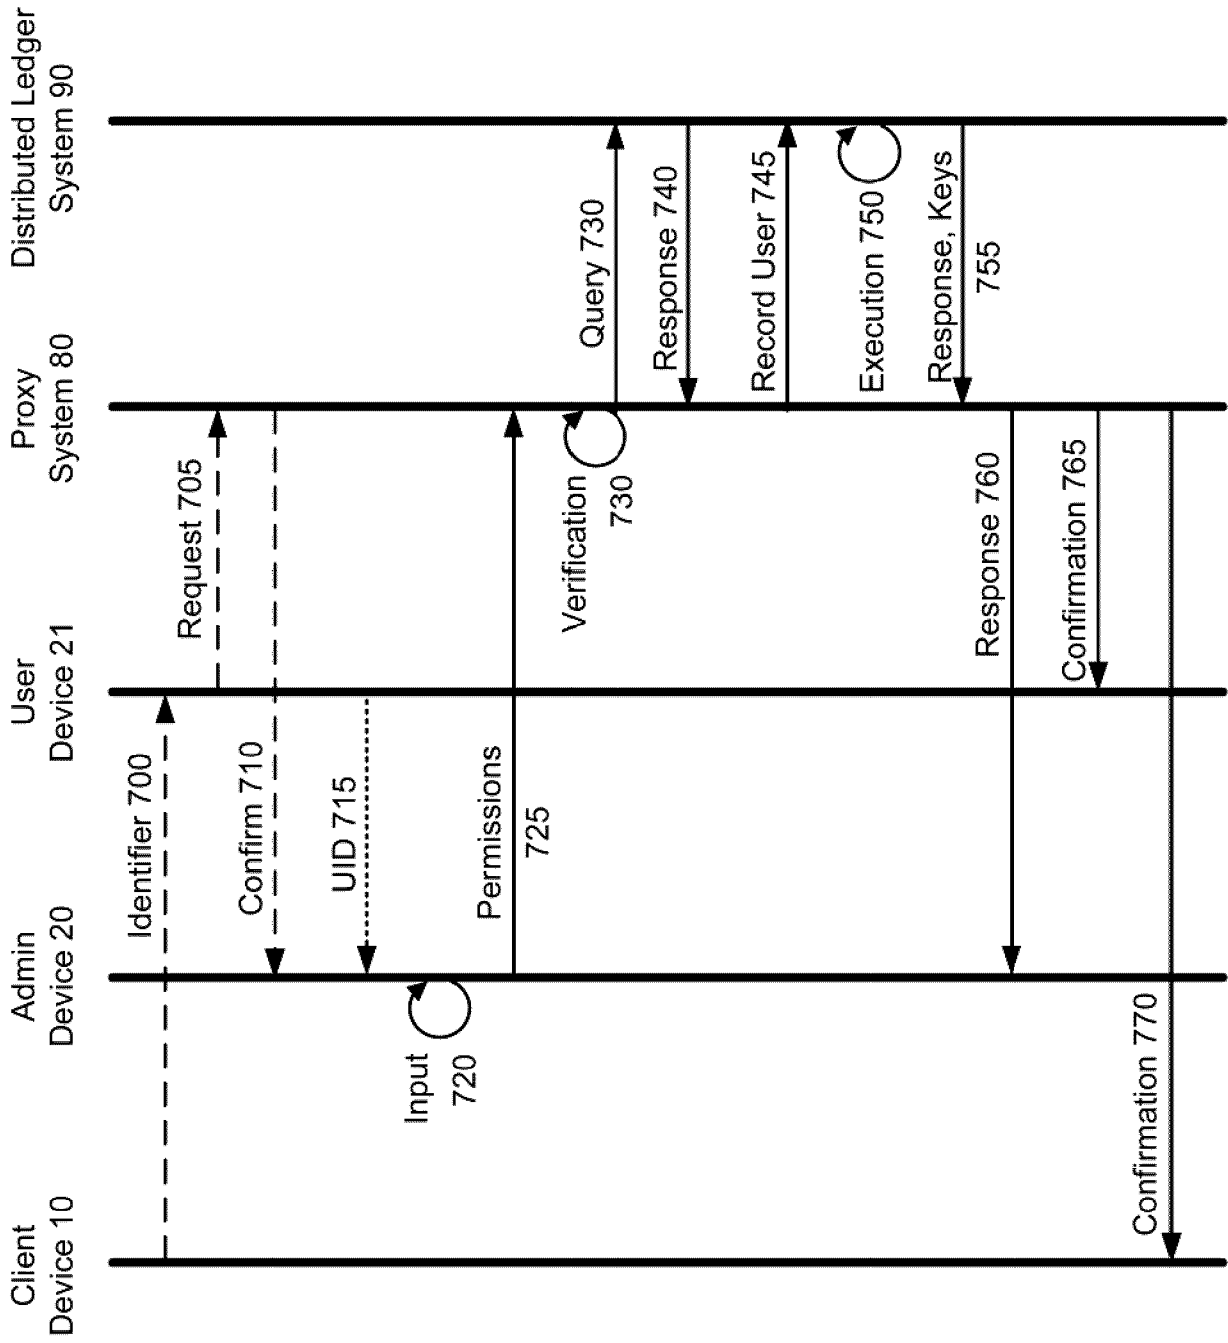 Client
Device 10
Admin
Device 20
User
Device 21
Proxy
System 80
Distributed Ledger
System 90
Identifier 700
Request 705
Confirm 710
UID 715
Input
720
Permissions
725
Verification
730
Query 730
Response 740
Record User 745
Execution 750
Response, Keys
755
Response 760
Confirmation 765
Confirmation 770